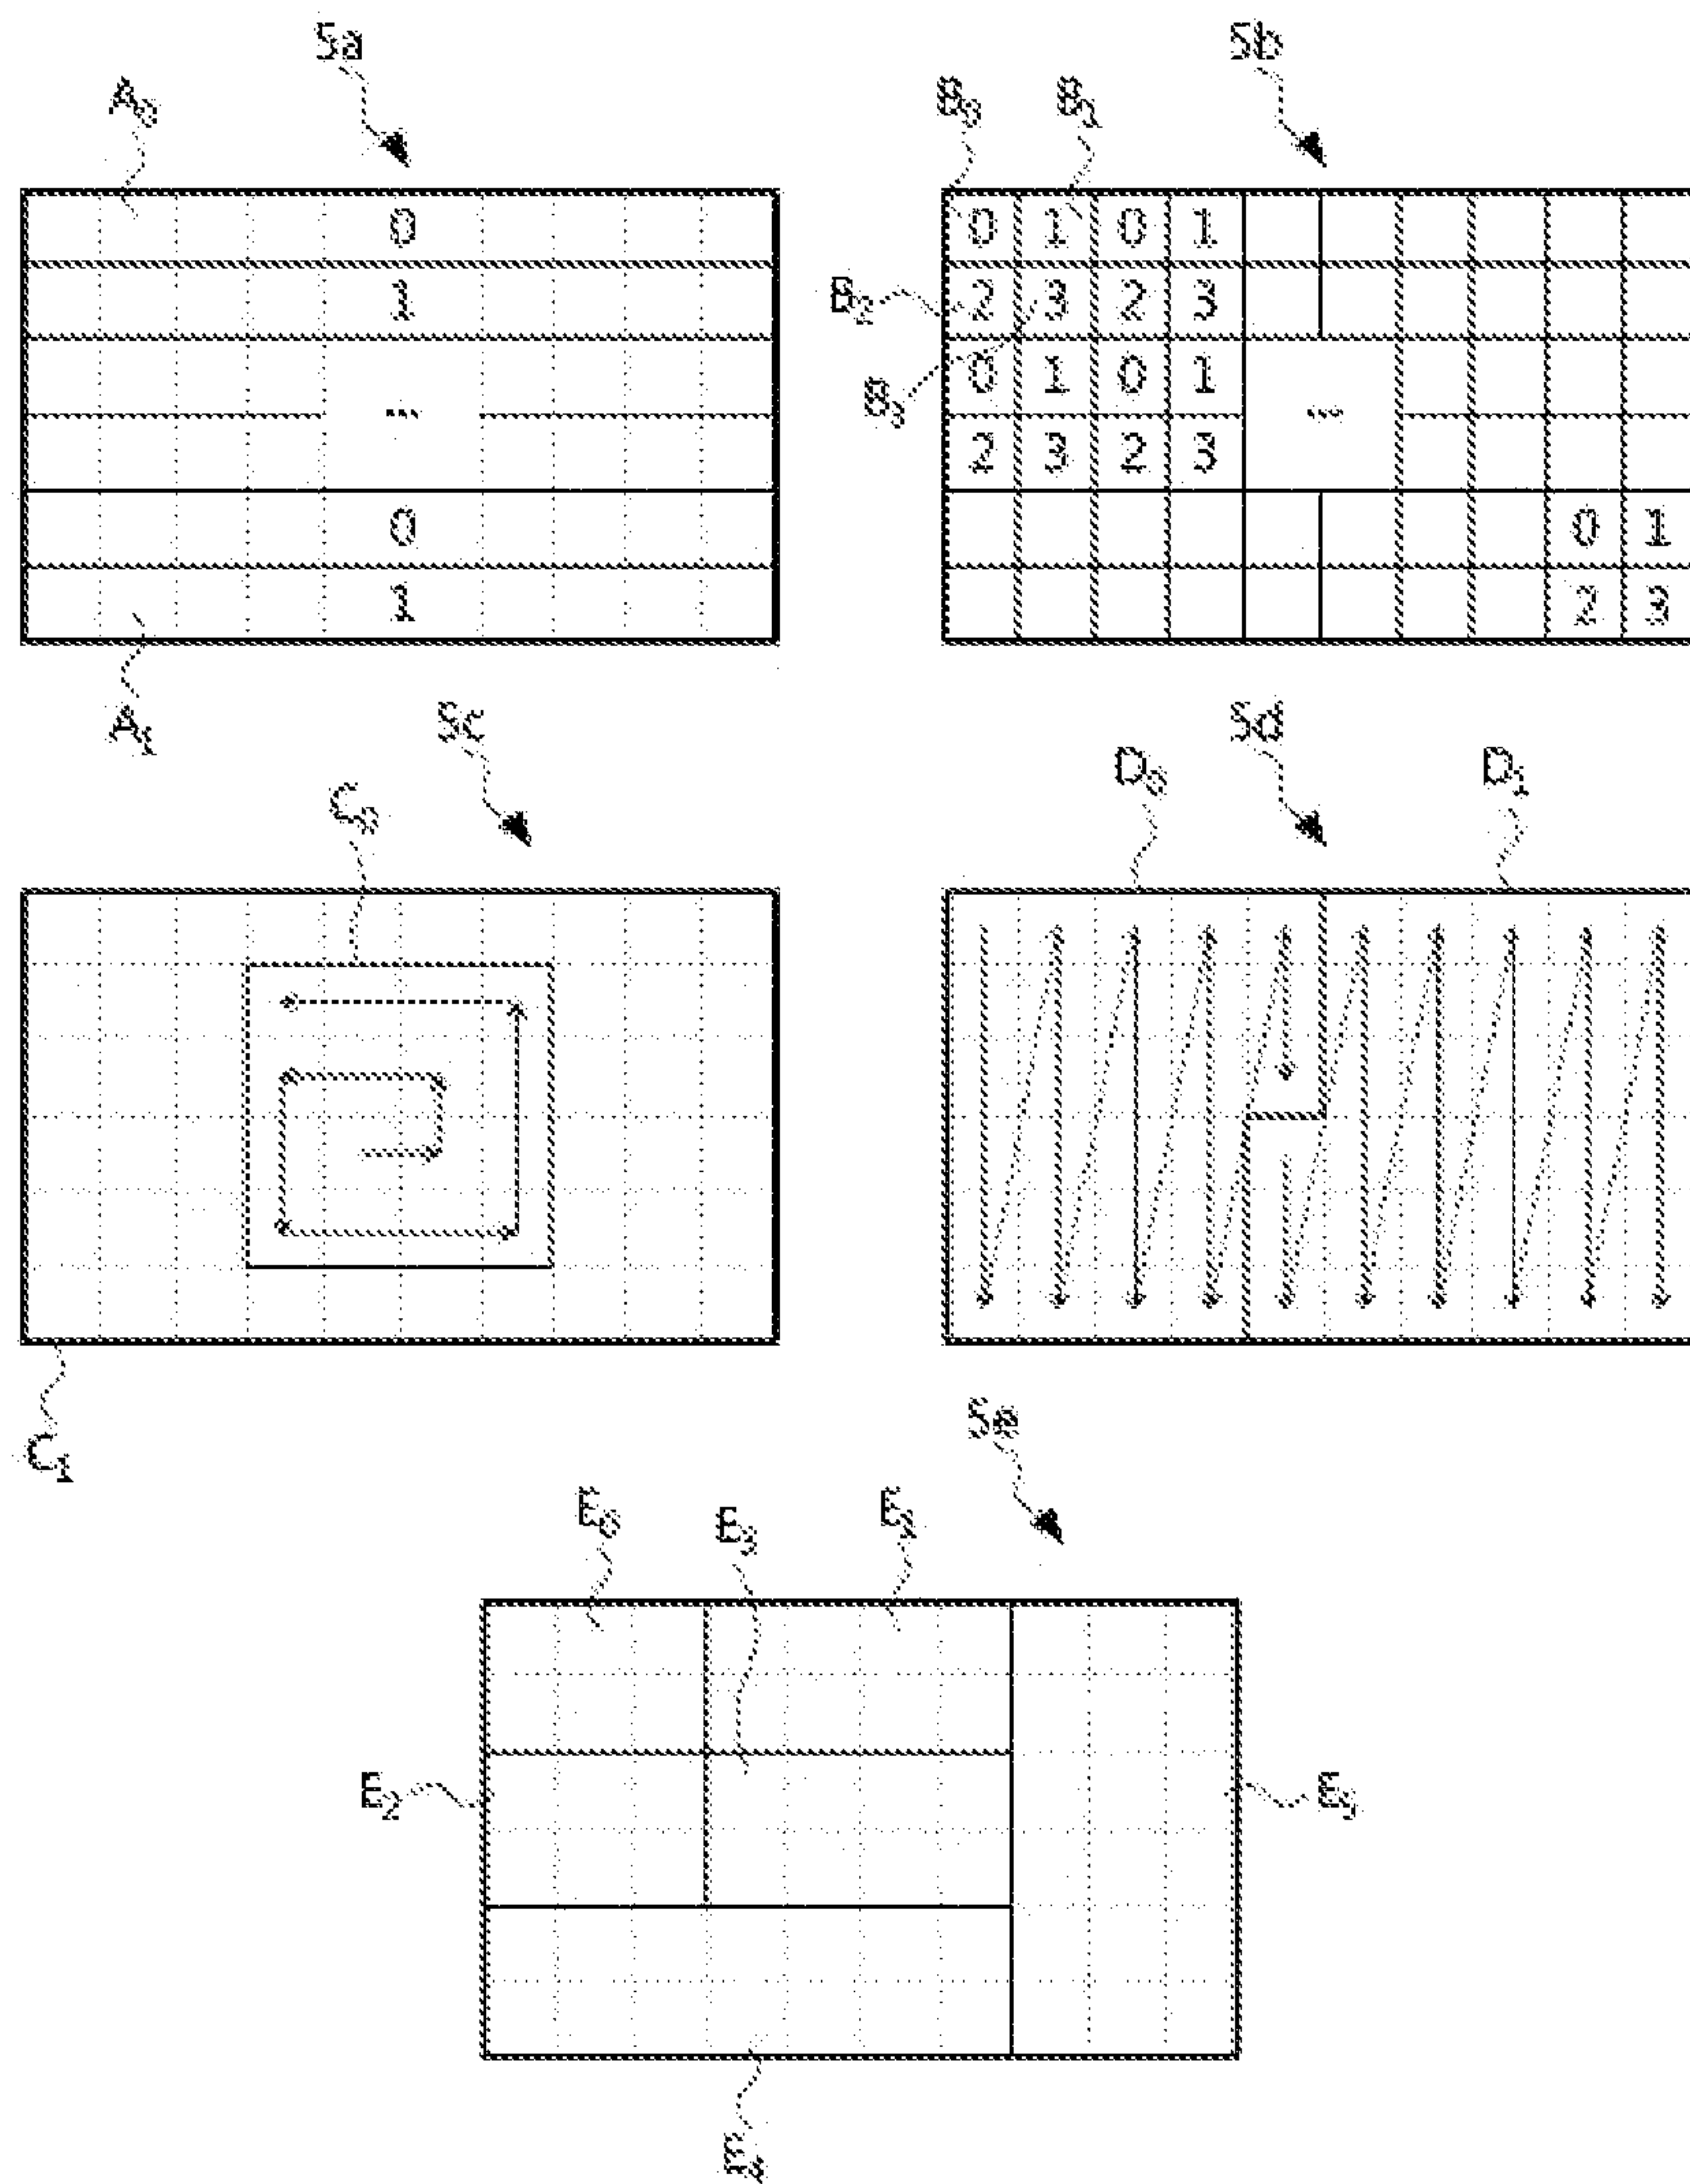 5a 5b
A₀ B₀ B₁
0 0 1 0 1
1 B₂ 2 3 2 3
0 1 0 1
... B₃ ...
2 3 2 3
0 0 1
1 2 3
A₁ 5c 5d
C₀ D₀ D₁
C₁ 5e
E₀ E₃ E₁
E₂ E₅
E₄